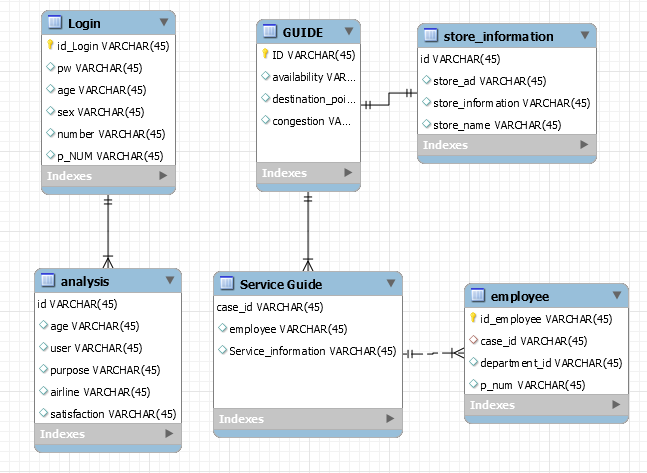 Login
id_Login VARCHAR(45)
pw VARCHAR(45)
age VARCHAR(45)
sex VARCHAR(45)
number VARCHAR(45)
p_NUM VARCHAR(45)
Indexes
GUIDE
ID VARCHAR(45)
availability VAR...
destination_poi...
congestion VA...
Indexes
store_information
id VARCHAR(45)
store_ad VARCHAR(45)
store_information VARCHAR(45)
store_name VARCHAR(45)
Indexes
analysis
id VARCHAR(45)
age VARCHAR(45)
user VARCHAR(45)
purpose VARCHAR(45)
airline VARCHAR(45)
satisfaction VARCHAR(45)
Indexes
Service Guide
case_id VARCHAR(45)
employee VARCHAR(45)
Service_information VARCHAR(45)
Indexes
employee
id_employee VARCHAR(45)
case_id VARCHAR(45)
department_id VARCHAR(45)
p_num VARCHAR(45)
Indexes